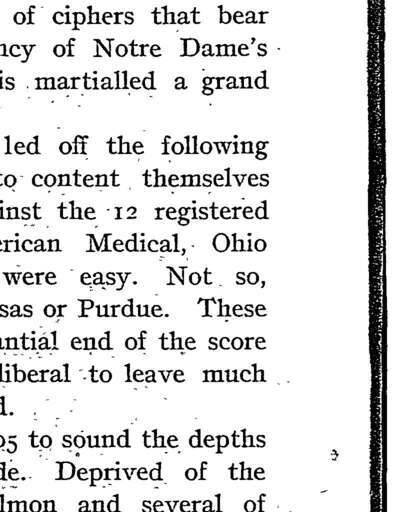 of ciphers that bear
ncy of Notre Dame's
is martialled a grand
led off the following
to content themselves
inst the 12 registered
erican Medical, Ohio
were easy. Not so,
sas or Purdue. These
antial end of the score
liberal to leave much
d.
05 to sound the depths
de. Deprived of the
lmon and several of